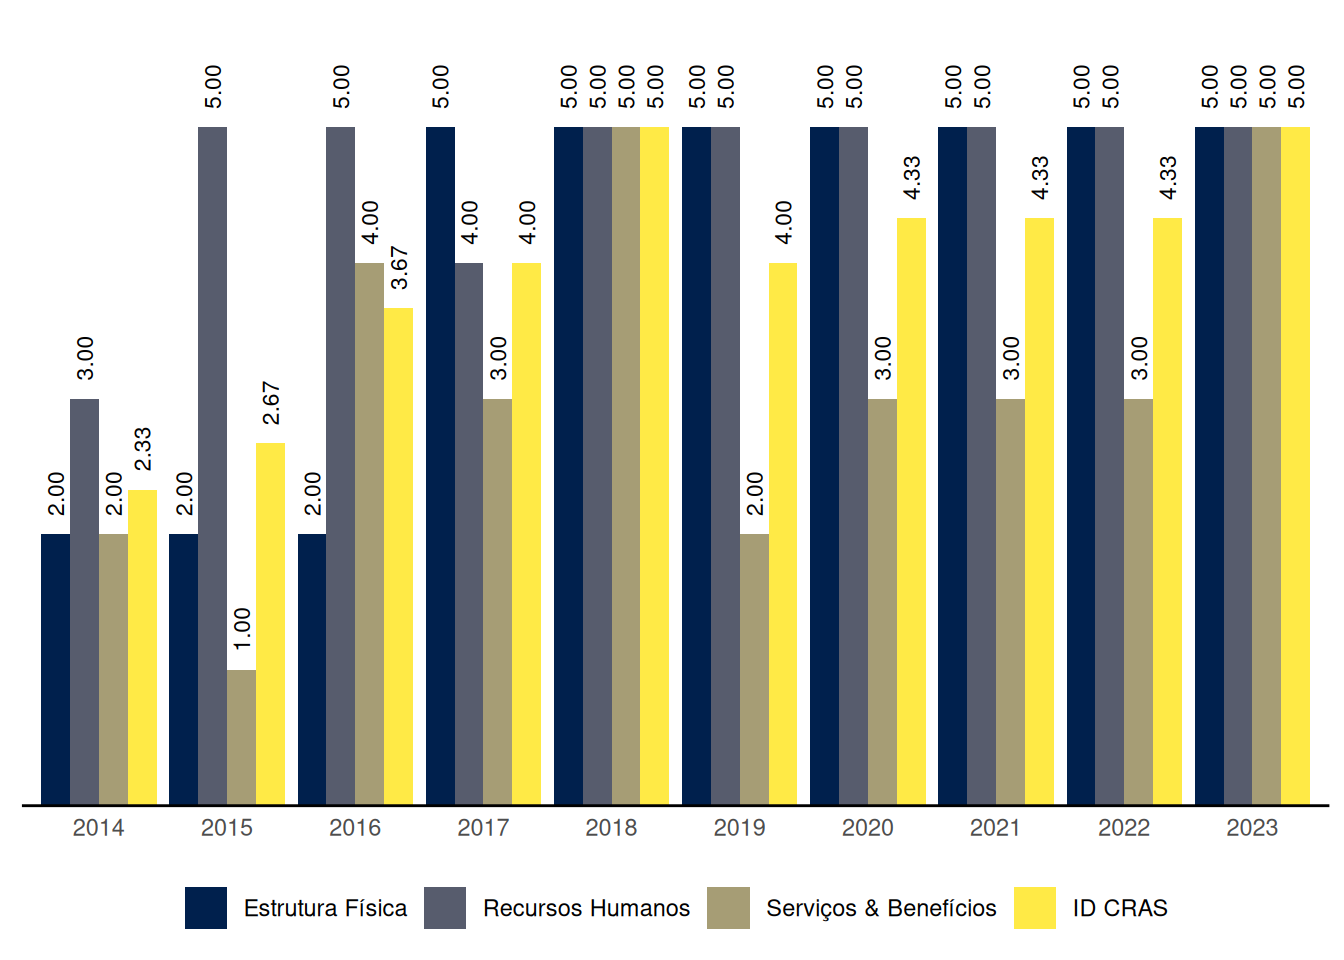 5.00 5.00 5.00 5.00 5.00 5.00 5.00 5.00 5.00 5.00 5.00 5.00 5.00 5.00 5.00 5.00 5.00 5.00 5.00
4.33 4.33 4.33
4.00 4.00 4.00 4.00
3.67
3.00 3.00 3.00 3.00 3.00
2.67
2.33
2.00 2.00 2.00 2.00 2.00
1.00
2014 2015 2016 2017 2018 2019 2020 2021 2022 2023
Estrutura Física Recursos Humanos Serviços & Benefícios ID CRAS